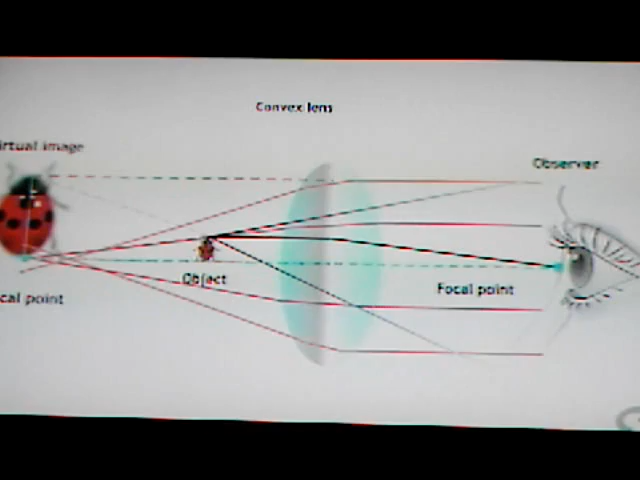 Convex lens
irtual image
Observer
Object
Focal point
cal point